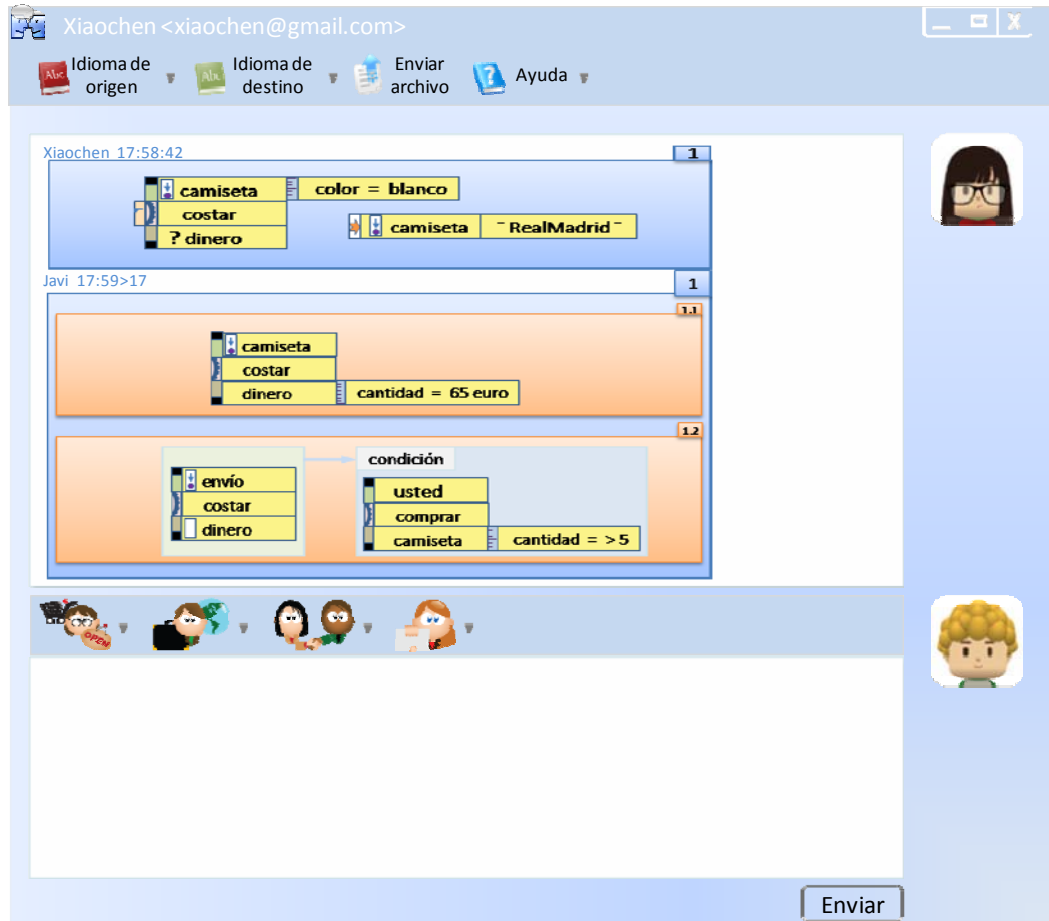 Xiaochen <xiaochen@gmail.com>
X
Abc
Idioma de
origen
Idioma de
destino
Enviar
archivo
?
Ayuda
Xiaochen 17:58:42
1
camiseta
color = blanco
costar
? dinero
camiseta
¯ RealMadrid ¯
Javi 17:59>17
1
1.1
camiseta
costar
dinero
cantidad = 65 euro
1.2
condición
envío
costar
dinero
usted
comprar
camiseta
cantidad = > 5
OPEN
Enviar